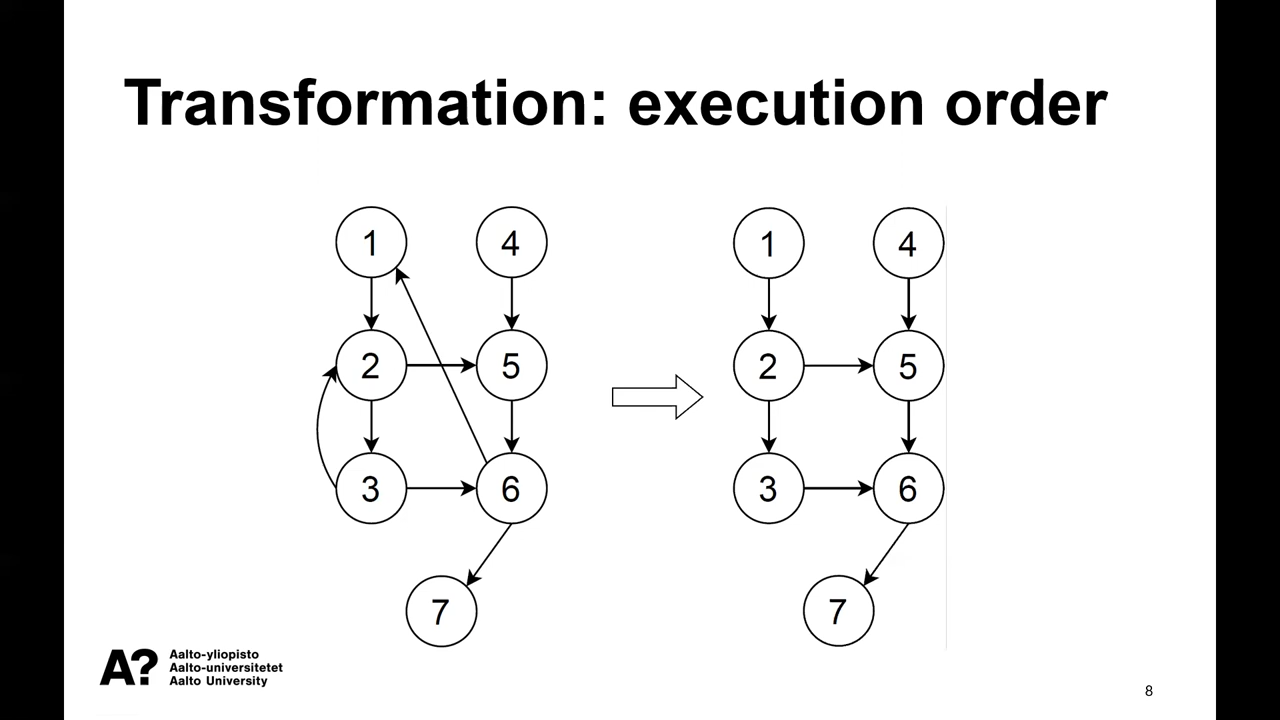 Transformation: execution order
1 4 1 4
2 5 2 5
3 6 3 6
7 7
A?
Aalto-yliopisto
Aalto-universitetet
Aalto University
8